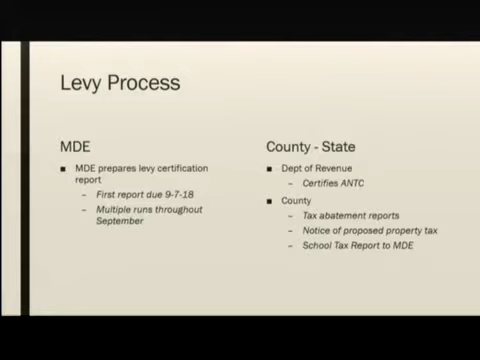 Levy Process
MDE
■ MDE prepares levy certification
report
– First report due 9-7-18
– Multiple runs throughout
September
County - State
■ Dept of Revenue
– Certifies ANTC
■ County
– Tax abatement reports
– Notice of proposed property tax
– School Tax Report to MDE